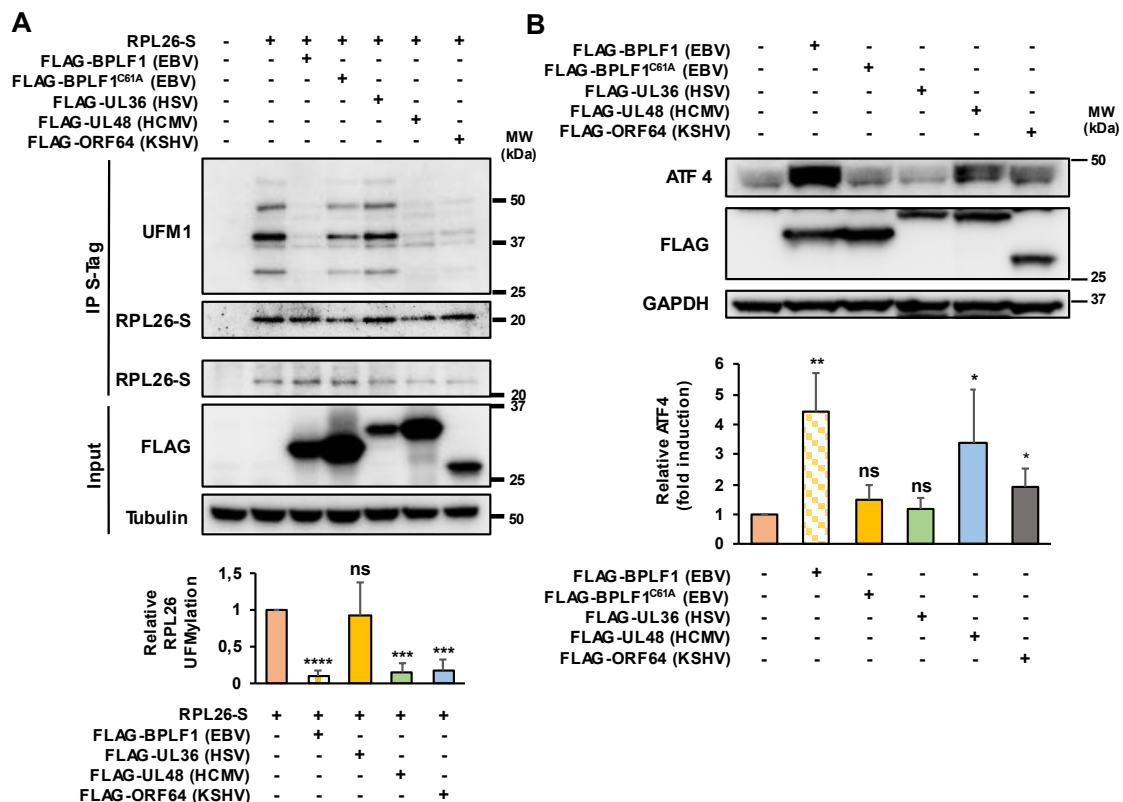 A
RPL26-S - + + + + + +
FLAG-BPLF1 (EBV) - - + - - - -
FLAG-BPLF1C61A (EBV) - - - + - - -
FLAG-UL36 (HSV) - - - - + - -
FLAG-UL48 (HCMV) - - - - - + -
FLAG-ORF64 (KSHV) - - - - - - +
MW
(kDa)
IP S-Tag
UFM1
50
37
25
RPL26-S
20
RPL26-S
20
Input
37
FLAG
25
Tubulin
50
Relative
RPL26
UFMylation
1,5
1
0,5
0
****
ns
***
***
RPL26-S + + + + +
FLAG-BPLF1 (EBV) - + - - -
FLAG-UL36 (HSV) - - + - -
FLAG-UL48 (HCMV) - - - + -
FLAG-ORF64 (KSHV) - - - - +
B
FLAG-BPLF1 (EBV) - + - - - -
FLAG-BPLF1C61A (EBV) - - + - - -
FLAG-UL36 (HSV) - - - + - -
FLAG-UL48 (HCMV) - - - - + -
FLAG-ORF64 (KSHV) - - - - - +
MW
(kDa)
ATF 4
50
FLAG
25
GAPDH
37
Relative ATF4
(fold induction)
6
5
4
3
2
1
0
**
ns
ns
*
*
FLAG-BPLF1 (EBV) - + - - - -
FLAG-BPLF1C61A (EBV) - - + - - -
FLAG-UL36 (HSV) - - - + - -
FLAG-UL48 (HCMV) - - - - + -
FLAG-ORF64 (KSHV) - - - - - +